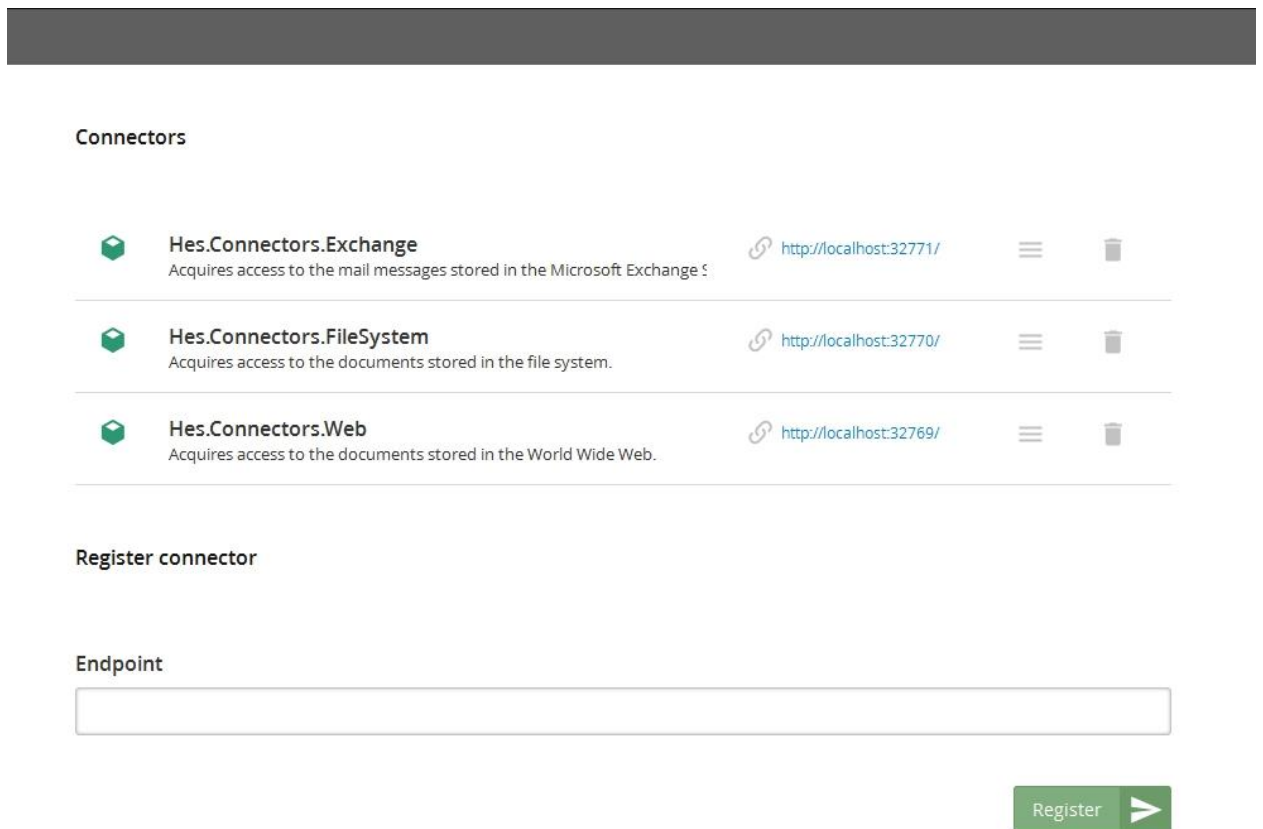 Connectors
Hes.Connectors.Exchange
Acquires access to the mail messages stored in the Microsoft Exchange
http://localhost:32771/
Hes.Connectors.FileSystem
Acquires access to the documents stored in the file system.
http://localhost:32770/
Hes.Connectors.Web
Acquires access to the documents stored in the World Wide Web.
http://localhost:32769/
Register connector
Endpoint
Register